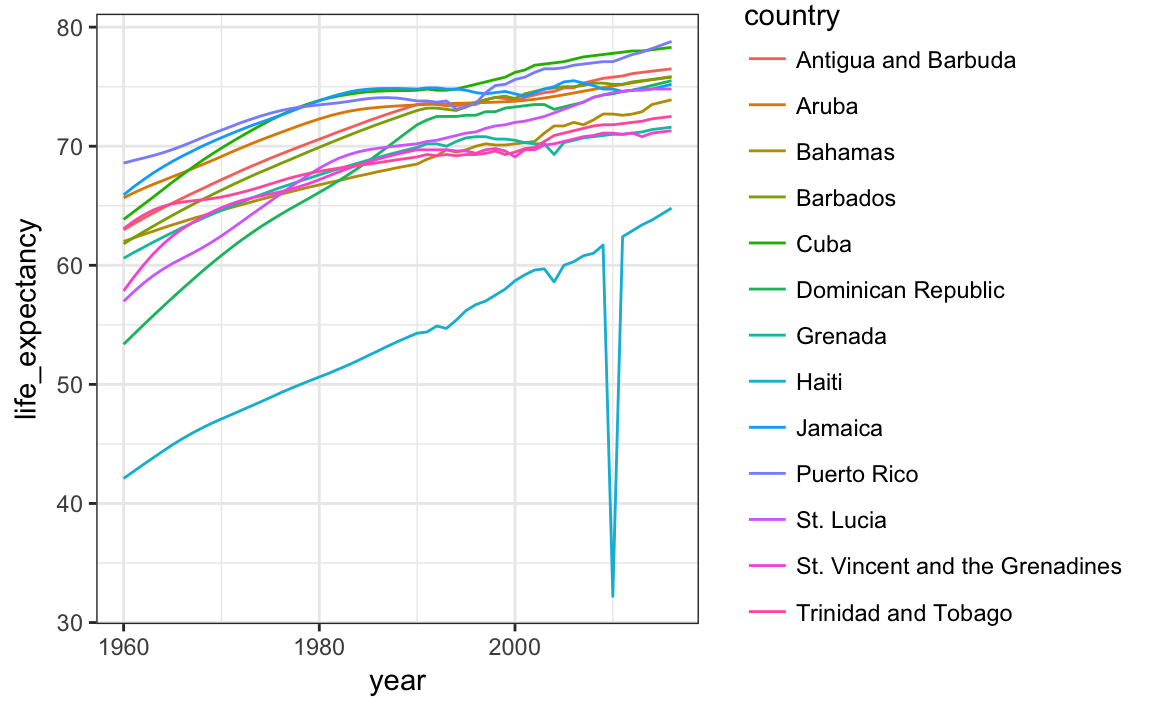 country
Antigua and Barbuda
Aruba
Bahamas
Barbados
Cuba
Dominican Republic
Grenada
Haiti
Jamaica
Puerto Rico
St. Lucia
St. Vincent and the Grenadines
Trinidad and Tobago
life_expectancy
80
70
60
50
40
30
1960 1980 2000
year